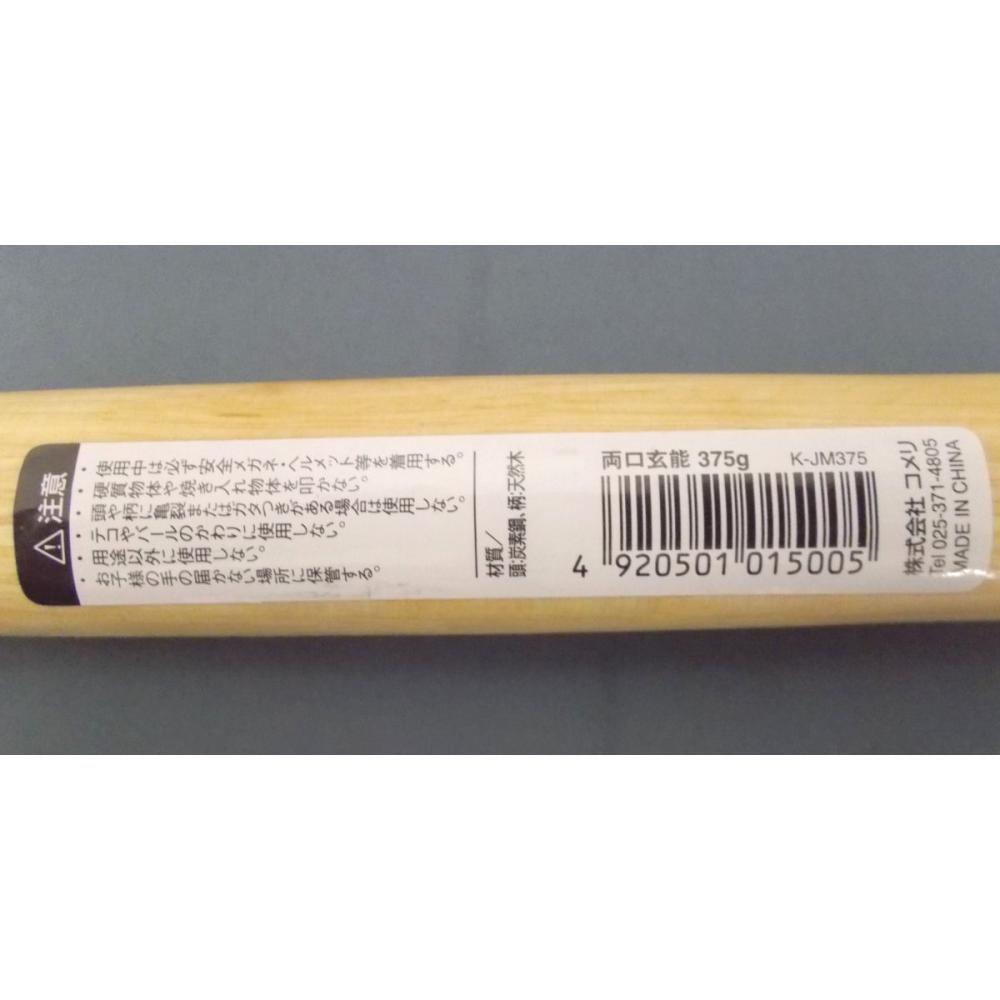 注意
・使用中は必ず安全メガネ・ヘルメット等を着用する。
・硬質物体や焼き入れ物体を叩かない。
・頭や柄に亀裂またはガタつきがある場合は使用しない。
・テコやバールのかわりに使用しない。
・用途以外に使用しない。
・お子様の手の届かない場所に保管する。
材質/
頭:炭素鋼、柄:天然木
両口玄能 375g K-JM375
4 920501 015005
株式会社 コメリ
Tel 025-371-4805
MADE IN CHINA